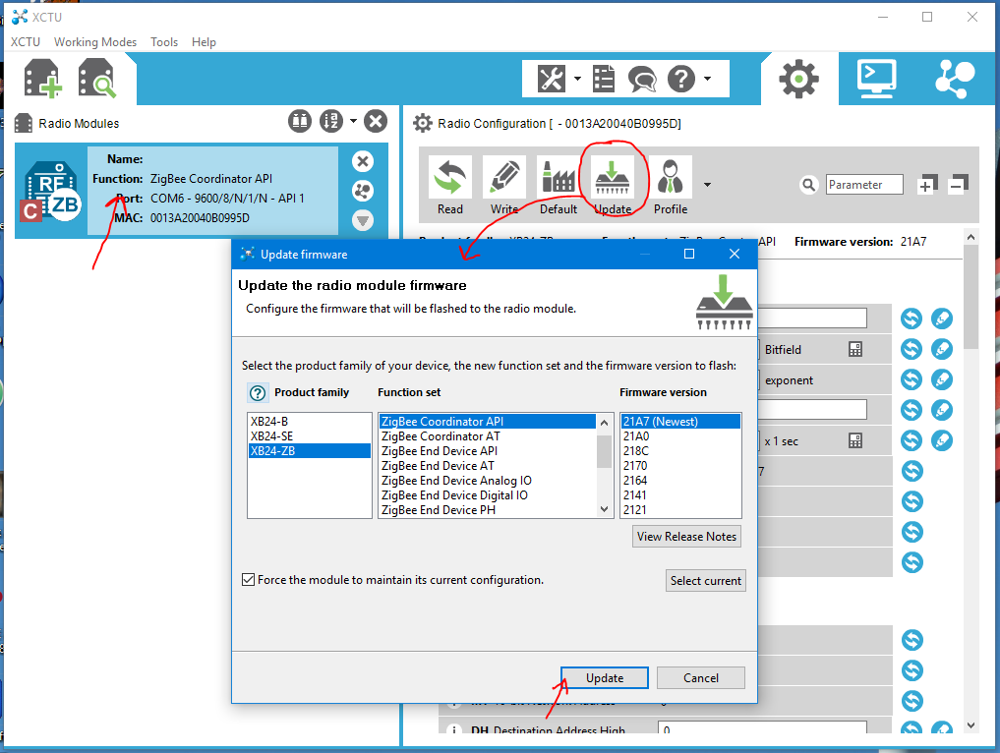 XCTU
XCTU Working Modes Tools Help
Radio Modules
Radio Configuration [ - 0013A20040B0995D]
Name:
Function: ZigBee Coordinator API
Port: COM6 - 9600/8/N/1/N - API 1
MAC: 0013A20040B0995D
RF
ZB
C
Read
Write
Default
Update
Profile
Parameter
API Firmware version: 21A7
Update firmware
Update the radio module firmware
Configure the firmware that will be flashed to the radio module.
Select the product family of your device, the new function set and the firmware version to flash:
Product family
XB24-B
XB24-SE
XB24-ZB
Function set
ZigBee Coordinator API
ZigBee Coordinator AT
ZigBee End Device API
ZigBee End Device AT
ZigBee End Device Analog IO
ZigBee End Device Digital IO
ZigBee End Device PH
Firmware version
21A7 (Newest)
21A0
218C
2170
2164
2141
2121
View Release Notes
Force the module to maintain its current configuration.
Select current
Update
Cancel
Bitfield
exponent
x 1 sec
7
DH Destination Address High
0